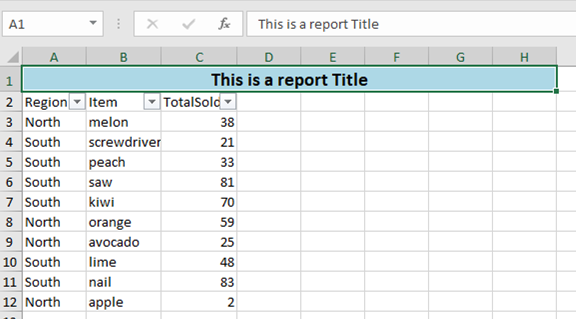 A1 fx This is a report Title
A B C D E F G H
1 This is a report Title
2 Region Item TotalSold
3 North melon 38
4 South screwdriver 21
5 South peach 33
6 South saw 81
7 South kiwi 70
8 North orange 59
9 North avocado 25
10 South lime 48
11 South nail 83
12 North apple 2